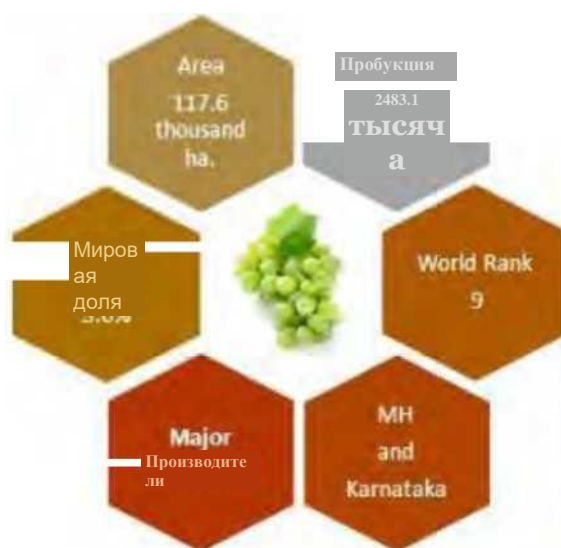 Area
117.6
thousand
ha.
Пробукция
2483.1
тысяч
а
Миров
ая
доля
World Rank
9
Major
Производите
ли
MH
and
Karnataka